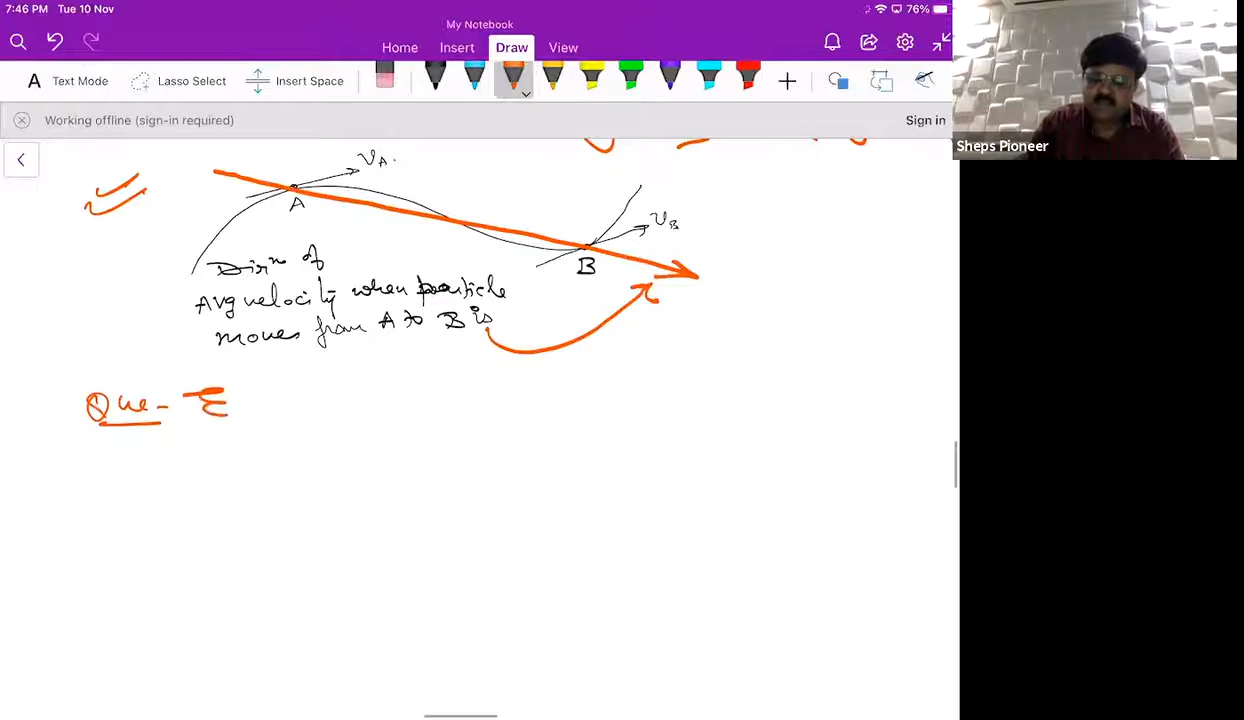 7:46 PM Tue 10 Nov
76%
My Notebook
Home Insert Draw View
A Text Mode Lasso Select Insert Space
Working offline (sign-in required) Sign in
Sheps Pioneer
VA.
A
VB
B
Dirⁿ of
Avg velocity when particle
moves from A to B is
Que-